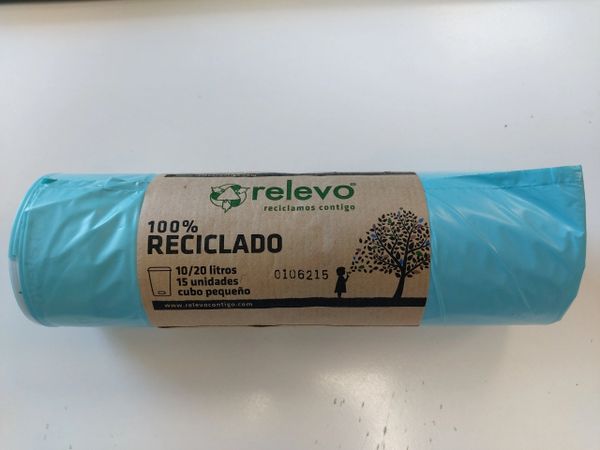 relevo®
reciclamos contigo
100%
RECICLADO
10/20 litros
15 unidades
cubo pequeño
0106215
www.relevocontigo.com